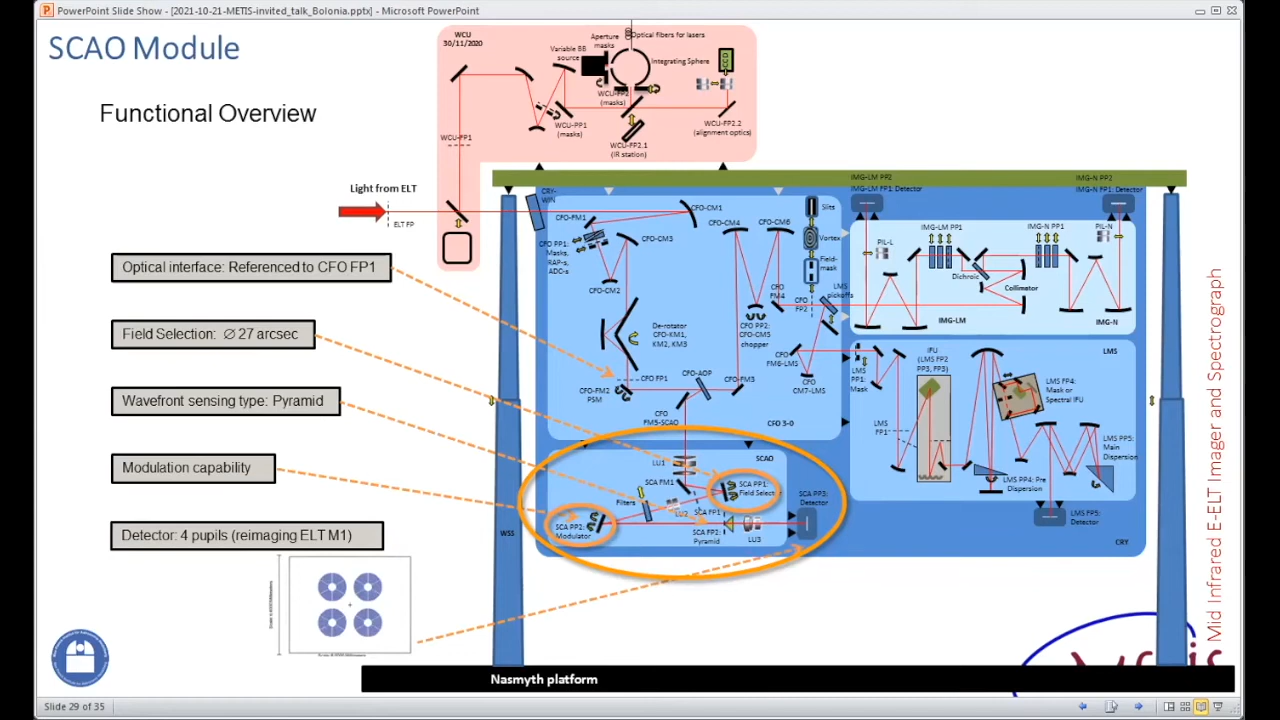 PowerPoint Slide Show - [2021-10-21-METIS-invited_talk_Bolonia.pptx] - Microsoft PowerPoint
SCAO Module
Functional Overview
WCU
30/11/2020
Variable BB
source
Aperture
masks
Optical fibers for lasers
Integrating Sphere
WCU-FP2
(masks)
WCU-PP1
(masks)
WCU-FP2.1
(IR station)
WCU-FP2.2
(alignment optics)
WCU-FP1
Light from ELT
ELT FP
CRY-
WIN
CFO-FM1
CFO-CM1
CFO PP1:
Masks,
RAP-s,
ADC-s
CFO-CM3
CFO-CM2
CFO-CM4
CFO-CM6
De-rotator
CFO-KM1,
KM2, KM3
CFO PP2:
CFO-CM5
chopper
CFO
FM4
CFO
FP2
CFO FP1
CFO-FM2
PSM
CFO-AOP
CFO-FM3
CFO
FM5-SCAO
CFO 3-0
Slits
Vortex
Field-
mask
LMS
pickoffs
CFO
FM6-LMS
CFO
CM7-LMS
IMG-LM PP2
IMG-LM FP1: Detector
IMG-N PP2
IMG-N FP1: Detector
PIL-L
IMG-LM PP1
IMG-N PP1
PIL-N
Dichroic
Collimator
IMG-LM
IMG-N
LMS
LMS
PP1:
Mask
IFU
(LMS FP2
PP3, FP3)
LMS
FP1
LMS FP4:
Mask or
Spectral IFU
LMS PP4: Pre
Dispersion
LMS PP5:
Main
Dispersion
LMS FP5:
Detector
CRY
Optical interface: Referenced to CFO FP1
Field Selection: ∅ 27 arcsec
Wavefront sensing type: Pyramid
Modulation capability
Detector: 4 pupils (reimaging ELT M1)
SCAO
LU1
SCA FM1
SCA PP1:
Field Selector
Filters
LU2
SCA FP1
SCA PP2:
Modulator
SCA FP2:
Pyramid
LU3
SCA PP3:
Detector
WSS
Mid Infrared E-ELT Imager and Spectrograph
Nasmyth platform
Slide 29 of 35